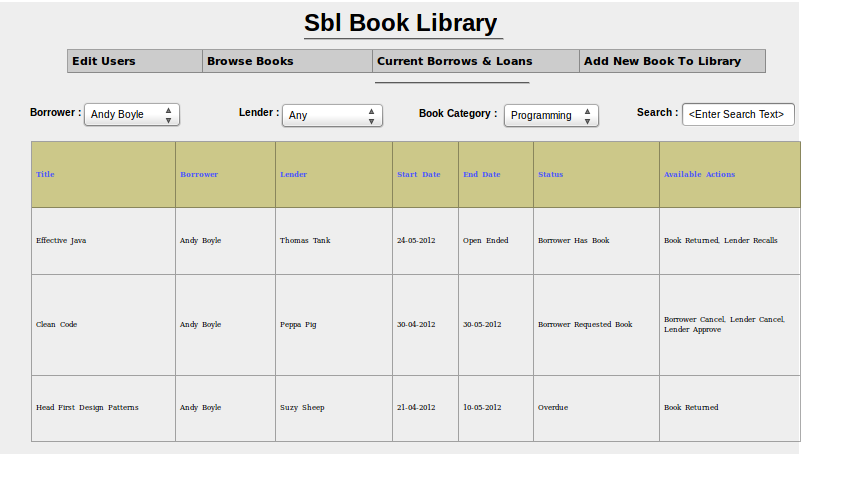 Sbl Book Library
Edit Users Browse Books Current Borrows & Loans Add New Book To Library
Borrower : Andy Boyle Lender : Any Book Category : Programming Search : <Enter Search Text>
Title Borrower Lender Start Date End Date Status Available Actions
Effective Java Andy Boyle Thomas Tank 24-05-2012 Open Ended Borrower Has Book Book Returned, Lender Recalls
Clean Code Andy Boyle Peppa Pig 30-04-2012 30-05-2012 Borrower Requested Book Borrower Cancel, Lender Cancel,
Lender Approve
Head First Design Patterns Andy Boyle Suzy Sheep 21-04-2012 10-05-2012 Overdue Book Returned